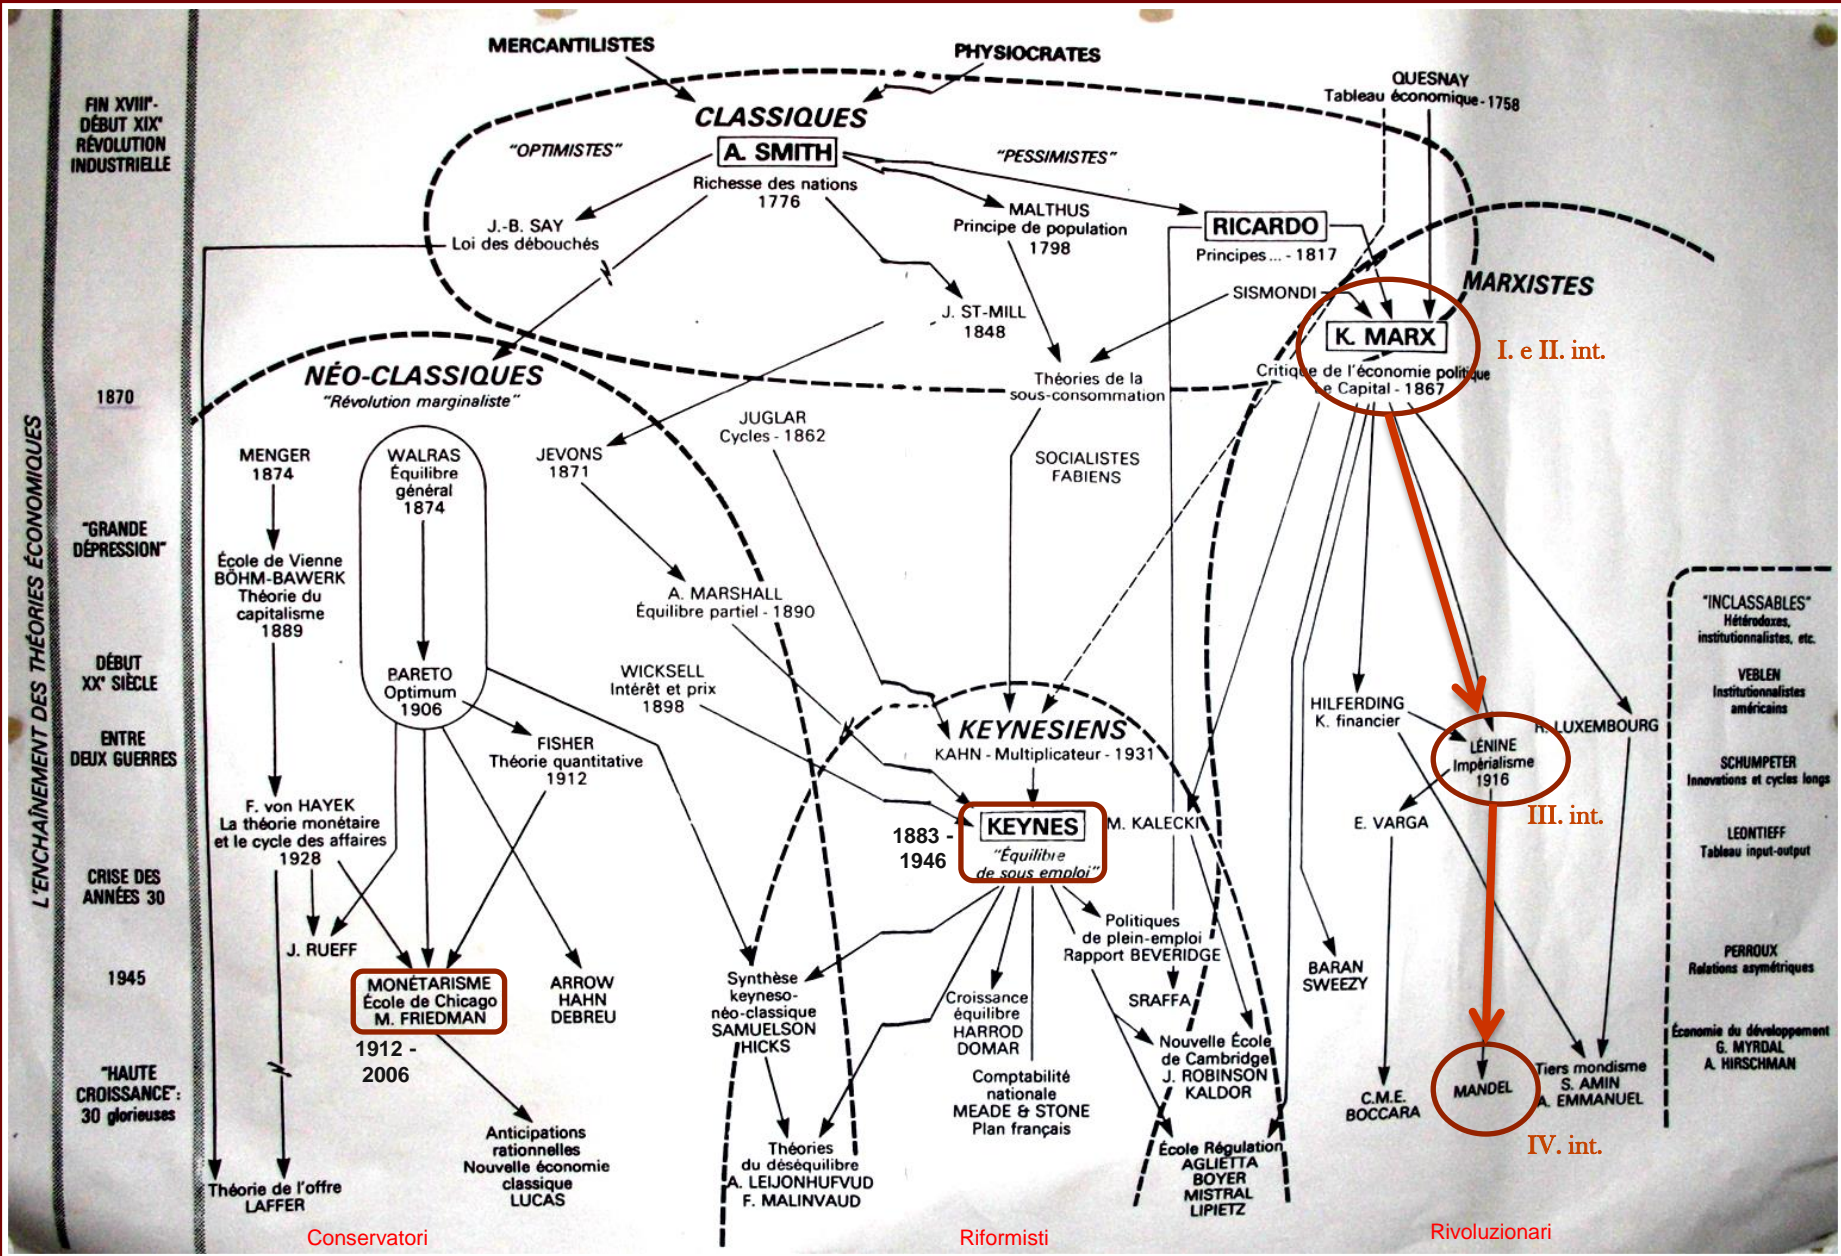 L'ENCHAÎNEMENT DES THÉORIES ÉCONOMIQUES
FIN XVIIIᵉ-
DÉBUT XIXᵉ
RÉVOLUTION
INDUSTRIELLE
1870
"GRANDE
DÉPRESSION"
DÉBUT
XXᵉ SIÈCLE
ENTRE
DEUX GUERRES
CRISE DES
ANNÉES 30
1945
"HAUTE
CROISSANCE":
30 glorieuses
MERCANTILISTES
PHYSIOCRATES
QUESNAY
Tableau économique - 1758
CLASSIQUES
"OPTIMISTES"
A. SMITH
"PESSIMISTES"
Richesse des nations
1776
J.-B. SAY
Loi des débouchés
MALTHUS
Principe de population
1798
RICARDO
Principes... - 1817
SISMONDI
J. ST-MILL
1848
MARXISTES
K. MARX
I. e II. int.
Critique de l'économie politique
Le Capital - 1867
Théories de la
sous-consommation
NÉO-CLASSIQUES
"Révolution marginaliste"
MENGER
1874
WALRAS
Équilibre
général
1874
JEVONS
1871
JUGLAR
Cycles - 1862
SOCIALISTES
FABIENS
École de Vienne
BÖHM-BAWERK
Théorie du
capitalisme
1889
A. MARSHALL
Équilibre partiel - 1890
PARETO
Optimum
1906
WICKSELL
Intérêt et prix
1898
FISHER
Théorie quantitative
1912
KEYNESIENS
KAHN - Multiplicateur - 1931
HILFERDING
K. financier
LÉNINE
Impérialisme
1916
R. LUXEMBOURG
III. int.
F. von HAYEK
La théorie monétaire
et le cycle des affaires
1928
1883 -
1946
KEYNES
"Équilibre
de sous emploi"
M. KALECKI
E. VARGA
J. RUEFF
MONÉTARISME
École de Chicago
M. FRIEDMAN
1912 -
2006
ARROW
HAHN
DEBREU
Synthèse
keyneso-
néo-classique
SAMUELSON
HICKS
Croissance
équilibre
HARROD
DOMAR
Politiques
de plein-emploi
Rapport BEVERIDGE
SRAFFA
BARAN
SWEEZY
Nouvelle École
de Cambridge
J. ROBINSON
KALDOR
Comptabilité
nationale
MEADE & STONE
Plan français
C.M.E.
BOCCARA
MANDEL
IV. int.
Tiers mondisme
S. AMIN
A. EMMANUEL
Théorie de l'offre
LAFFER
Anticipations
rationnelles
Nouvelle économie
classique
LUCAS
Théories
du déséquilibre
A. LEIJONHUFVUD
F. MALINVAUD
École Régulation
AGLIETTA
BOYER
MISTRAL
LIPIETZ
"INCLASSABLES"
Hétérodoxes,
institutionnalistes, etc.
VEBLEN
Institutionnalistes
américains
SCHUMPETER
Innovations et cycles longs
LEONTIEFF
Tableau input-output
PERROUX
Relations asymétriques
Économie du développement
G. MYRDAL
A. HIRSCHMAN
Conservatori
Riformisti
Rivoluzionari